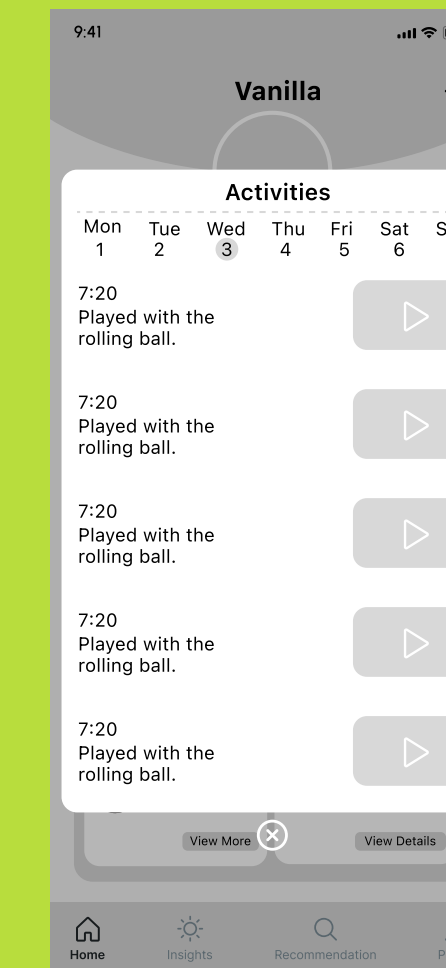 9:41
Vanilla
Activities
Mon Tue Wed Thu Fri Sat
1 2 3 4 5 6
7:20
Played with the
rolling ball.
7:20
Played with the
rolling ball.
7:20
Played with the
rolling ball.
7:20
Played with the
rolling ball.
7:20
Played with the
rolling ball.
View More View Details
Home Insights Recommendation